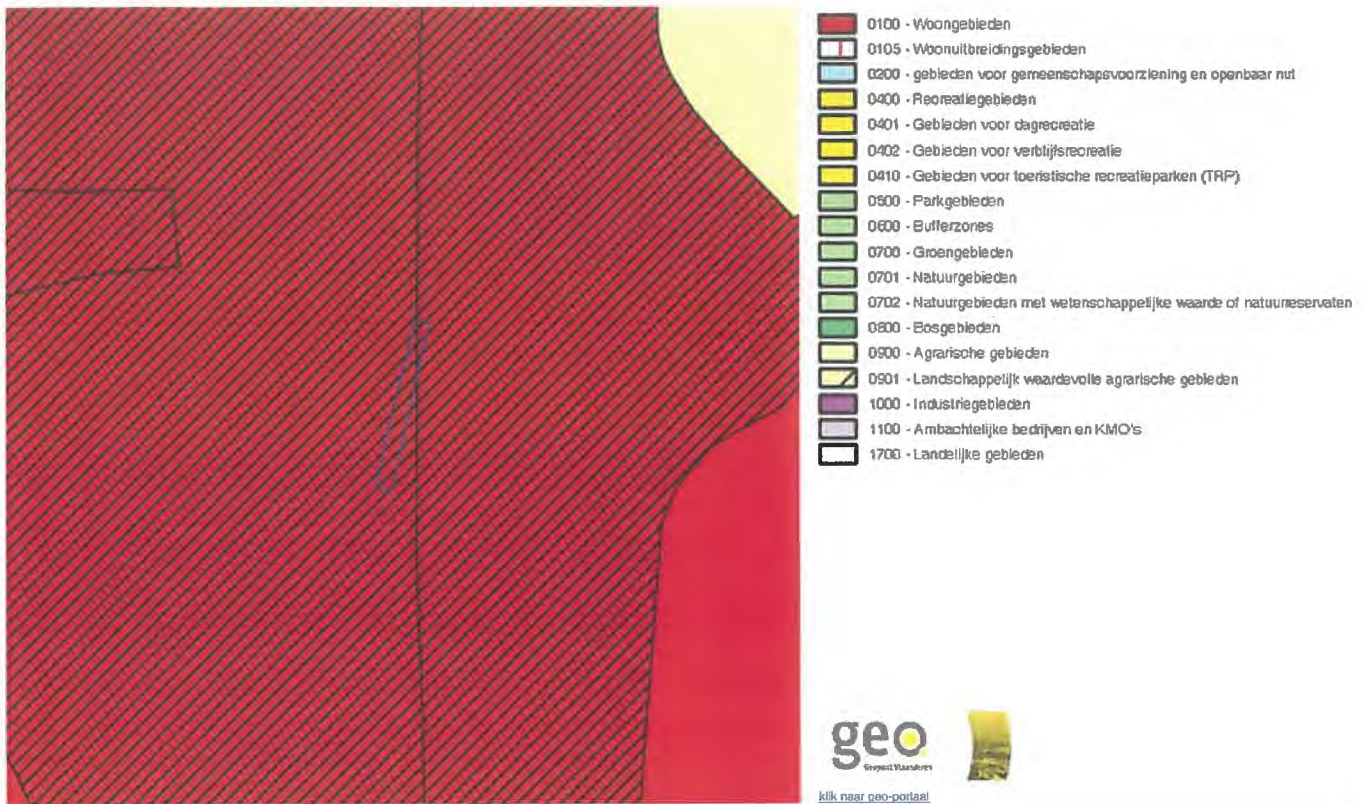 0100 - Woongebieden
0105 - Woonuitbreidingsgebieden
0200 - gebieden voor gemeenschapsvoorziening en openbaar nut
0400 - Recreatiegebieden
0401 - Gebieden voor dagrecreatie
0402 - Gebieden voor verblijfsrecreatie
0410 - Gebieden voor toeristische recreatieparken (TRP)
0500 - Parkgebieden
0600 - Bufferzones
0700 - Groengebieden
0701 - Natuurgebieden
0702 - Natuurgebieden met wetenschappelijke waarde of natuurreservaten
0800 - Bosgebieden
0900 - Agrarische gebieden
0901 - Landschappelijk waardevolle agrarische gebieden
1000 - Industriegebieden
1100 - Ambachtelijke bedrijven en KMO's
1700 - Landelijke gebieden
geo
Geopunt Vlaanderen
klik naar geo-portaal